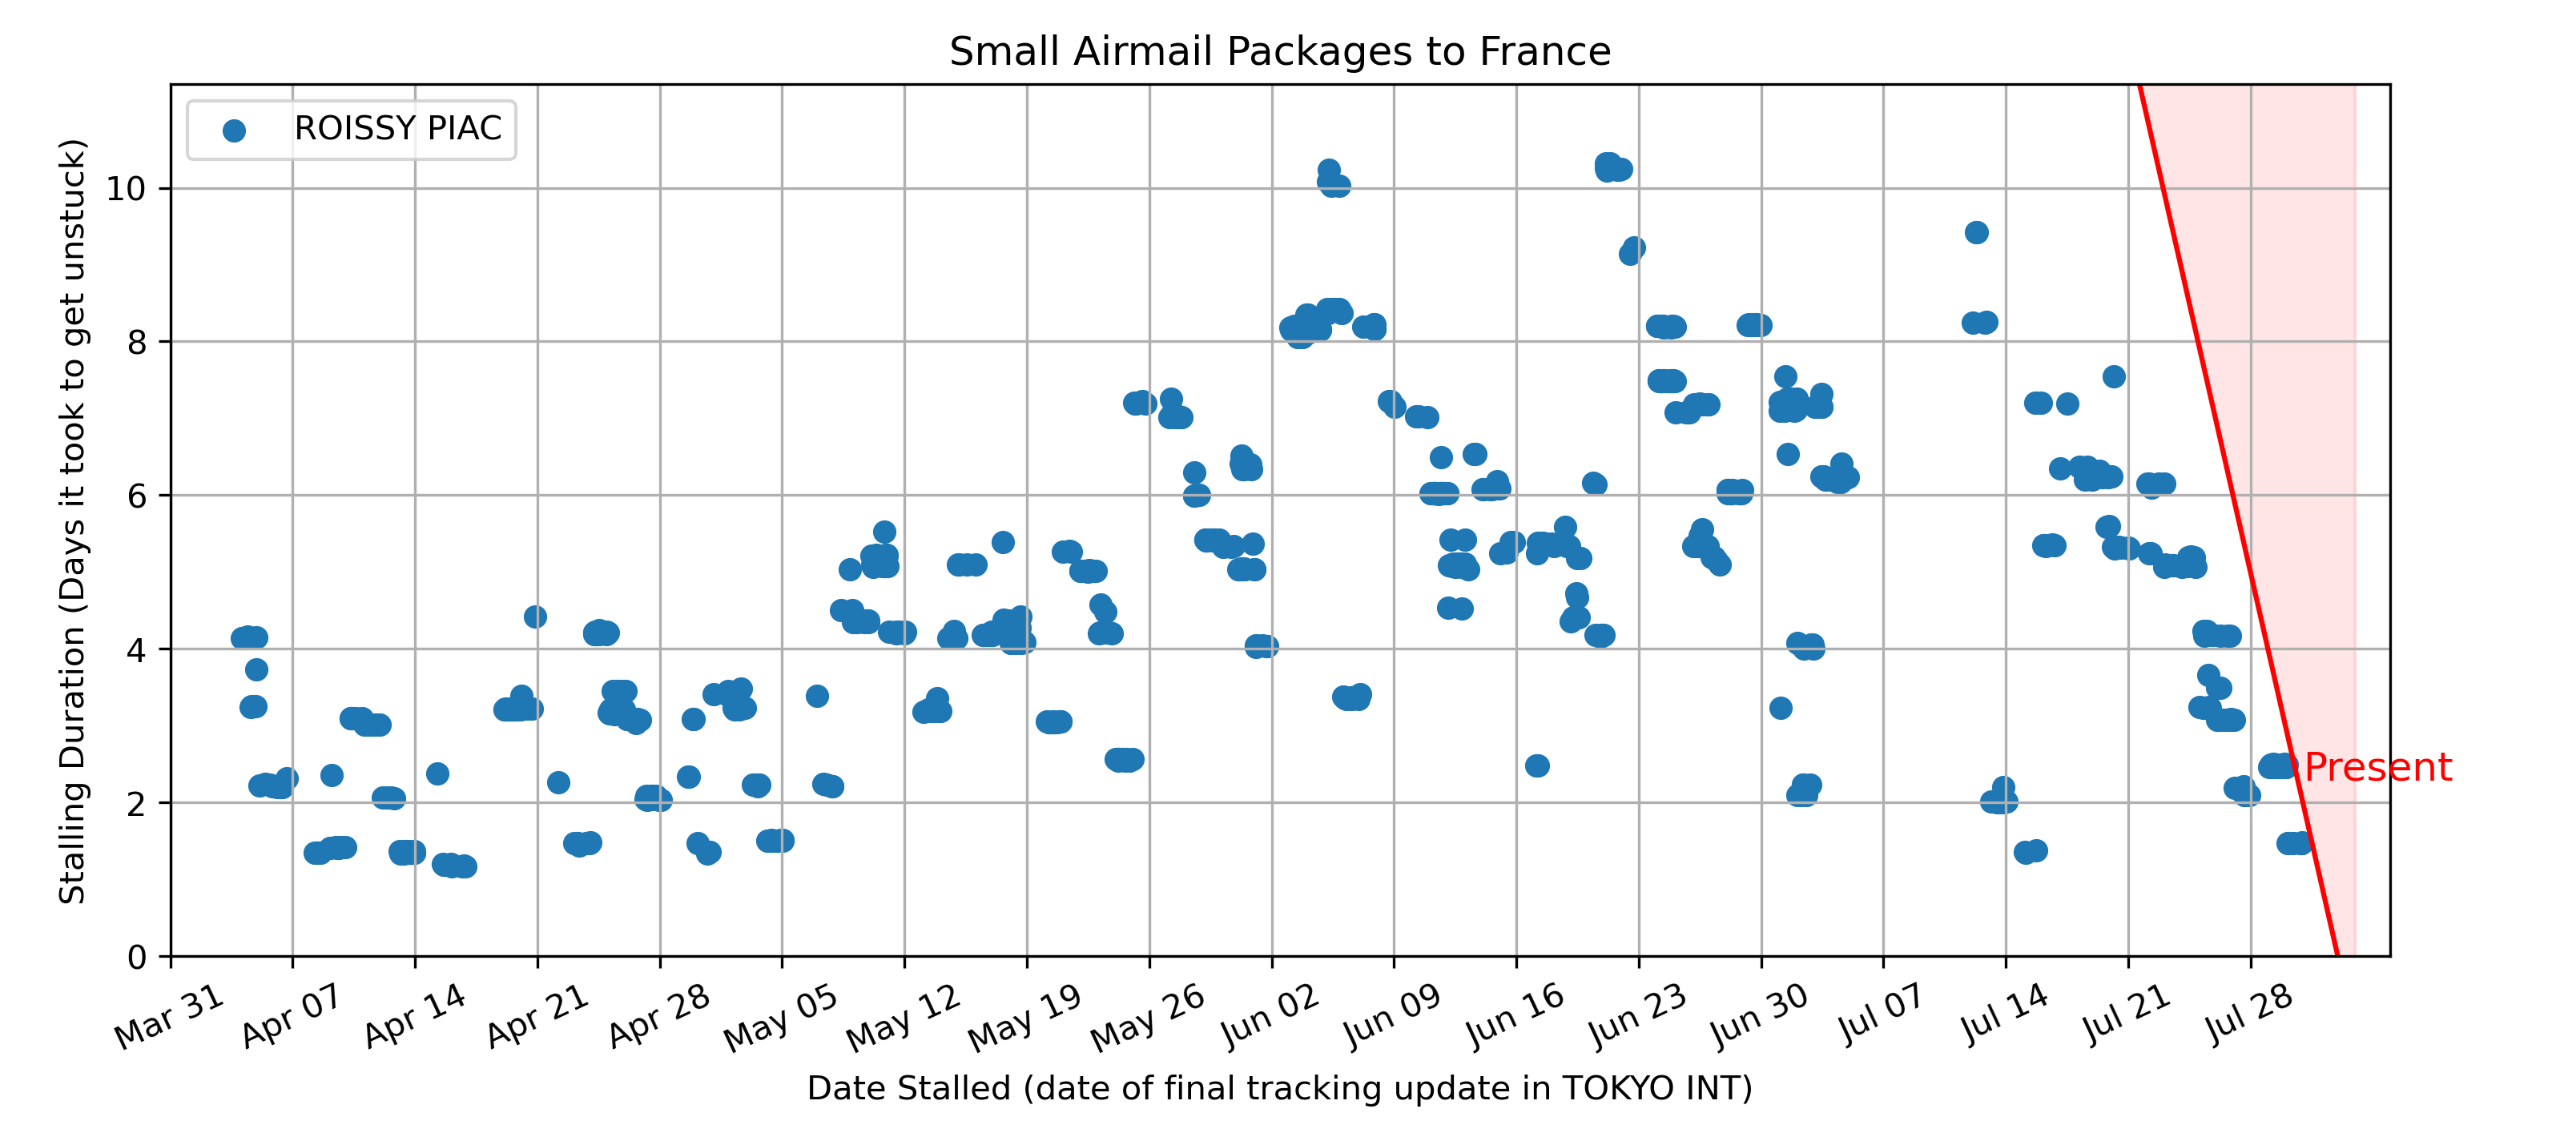 Small Airmail Packages to France
ROISSY PIAC
Stalling Duration (Days it took to get unstuck)
10
8
6
4
2
0
Present
Mar 31
Apr 07
Apr 14
Apr 21
Apr 28
May 05
May 12
May 19
May 26
Jun 02
Jun 09
Jun 16
Jun 23
Jun 30
Jul 07
Jul 14
Jul 21
Jul 28
Date Stalled (date of final tracking update in TOKYO INT)